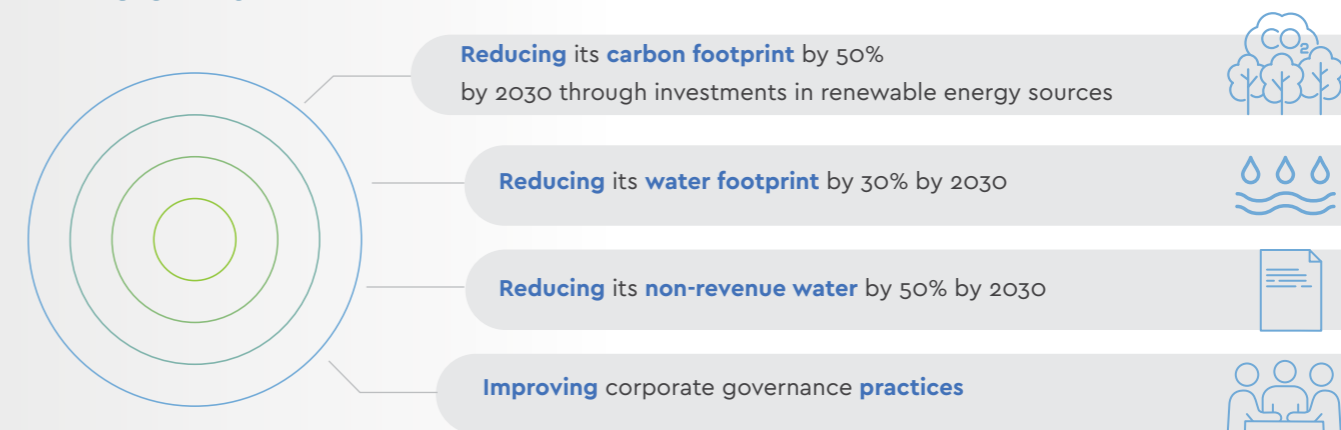 Reducing its carbon footprint by 50%
by 2030 through investments in renewable energy sources
CO2
Reducing its water footprint by 30% by 2030
Reducing its non-revenue water by 50% by 2030
Improving corporate governance practices